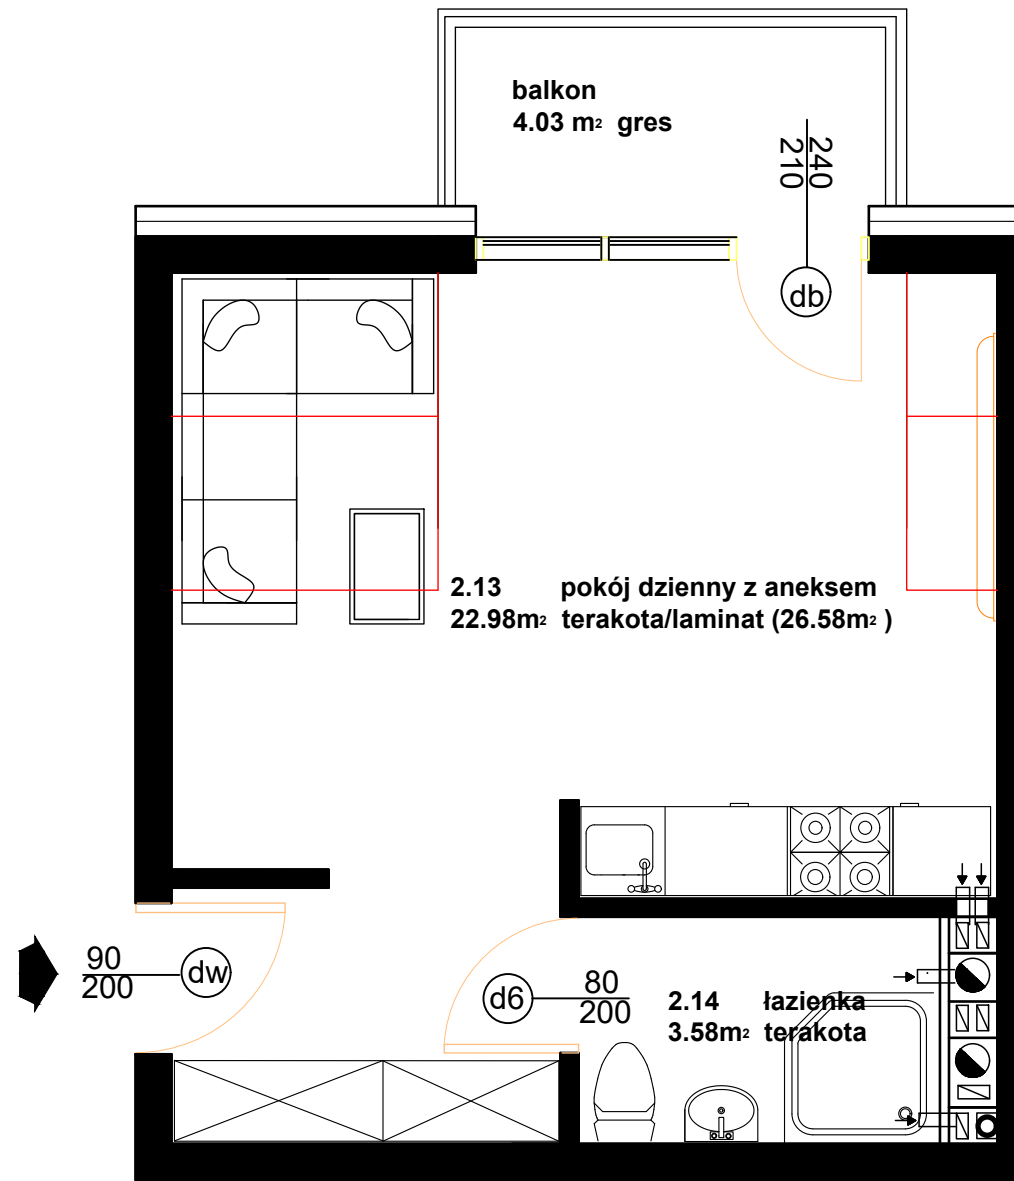 balkon
4.03 m² gres
240
210
db
2.13 pokój dzienny z aneksem
22.98m² terakota/laminat (26.58m² )
90
200
dw
d6
80
200
2.14 łazienka
3.58m² terakota